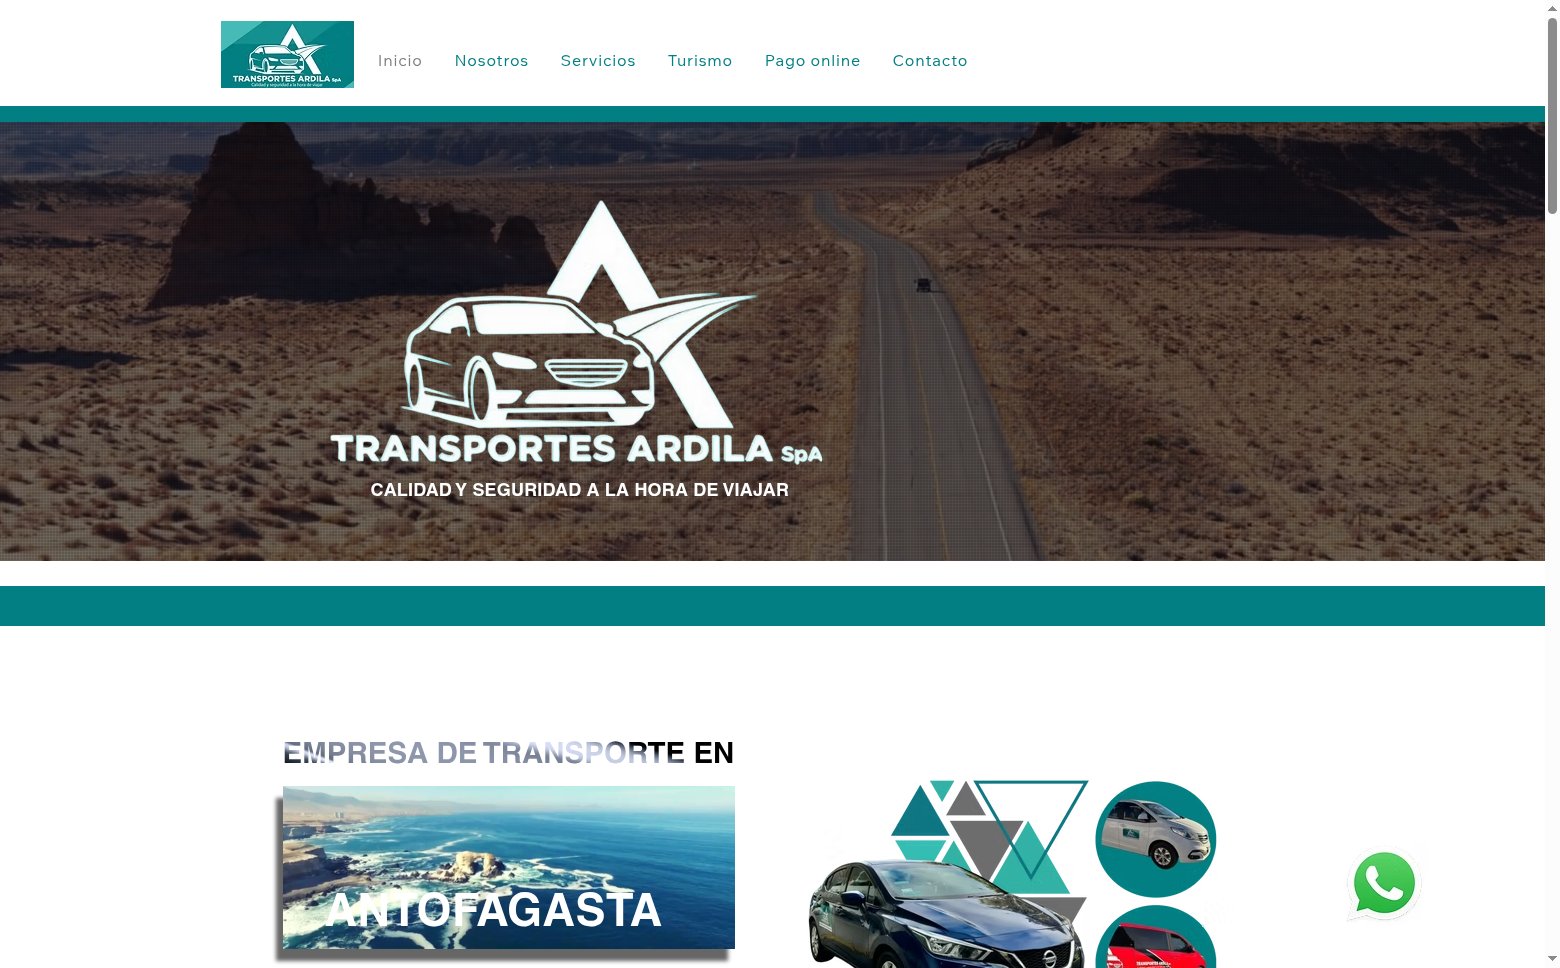 TRANSPORTES ARDILA SpA
Calidad y seguridad a la hora de viajar
Inicio
Nosotros
Servicios
Turismo
Pago online
Contacto
TRANSPORTES ARDILA SpA
CALIDAD Y SEGURIDAD A LA HORA DE VIAJAR
EMPRESA DE TRANSPORTE EN
ANTOFAGASTA